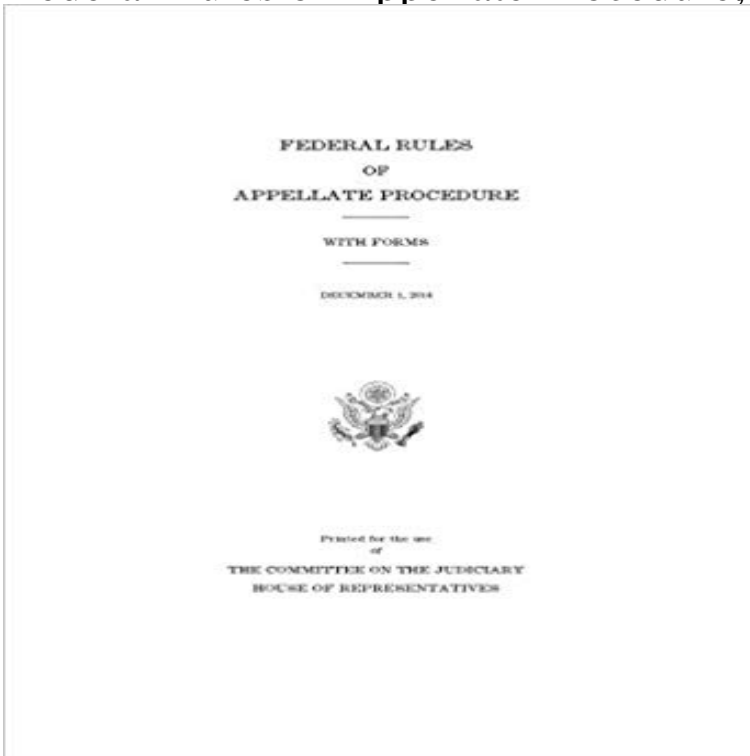 FEDERAL RULES
OF
APPELLATE PROCEDURE
WITH FORMS
DECEMBER 1, 2014
Printed for the use
of
THE COMMITTEE ON THE JUDICIARY
HOUSE OF REPRESENTATIVES